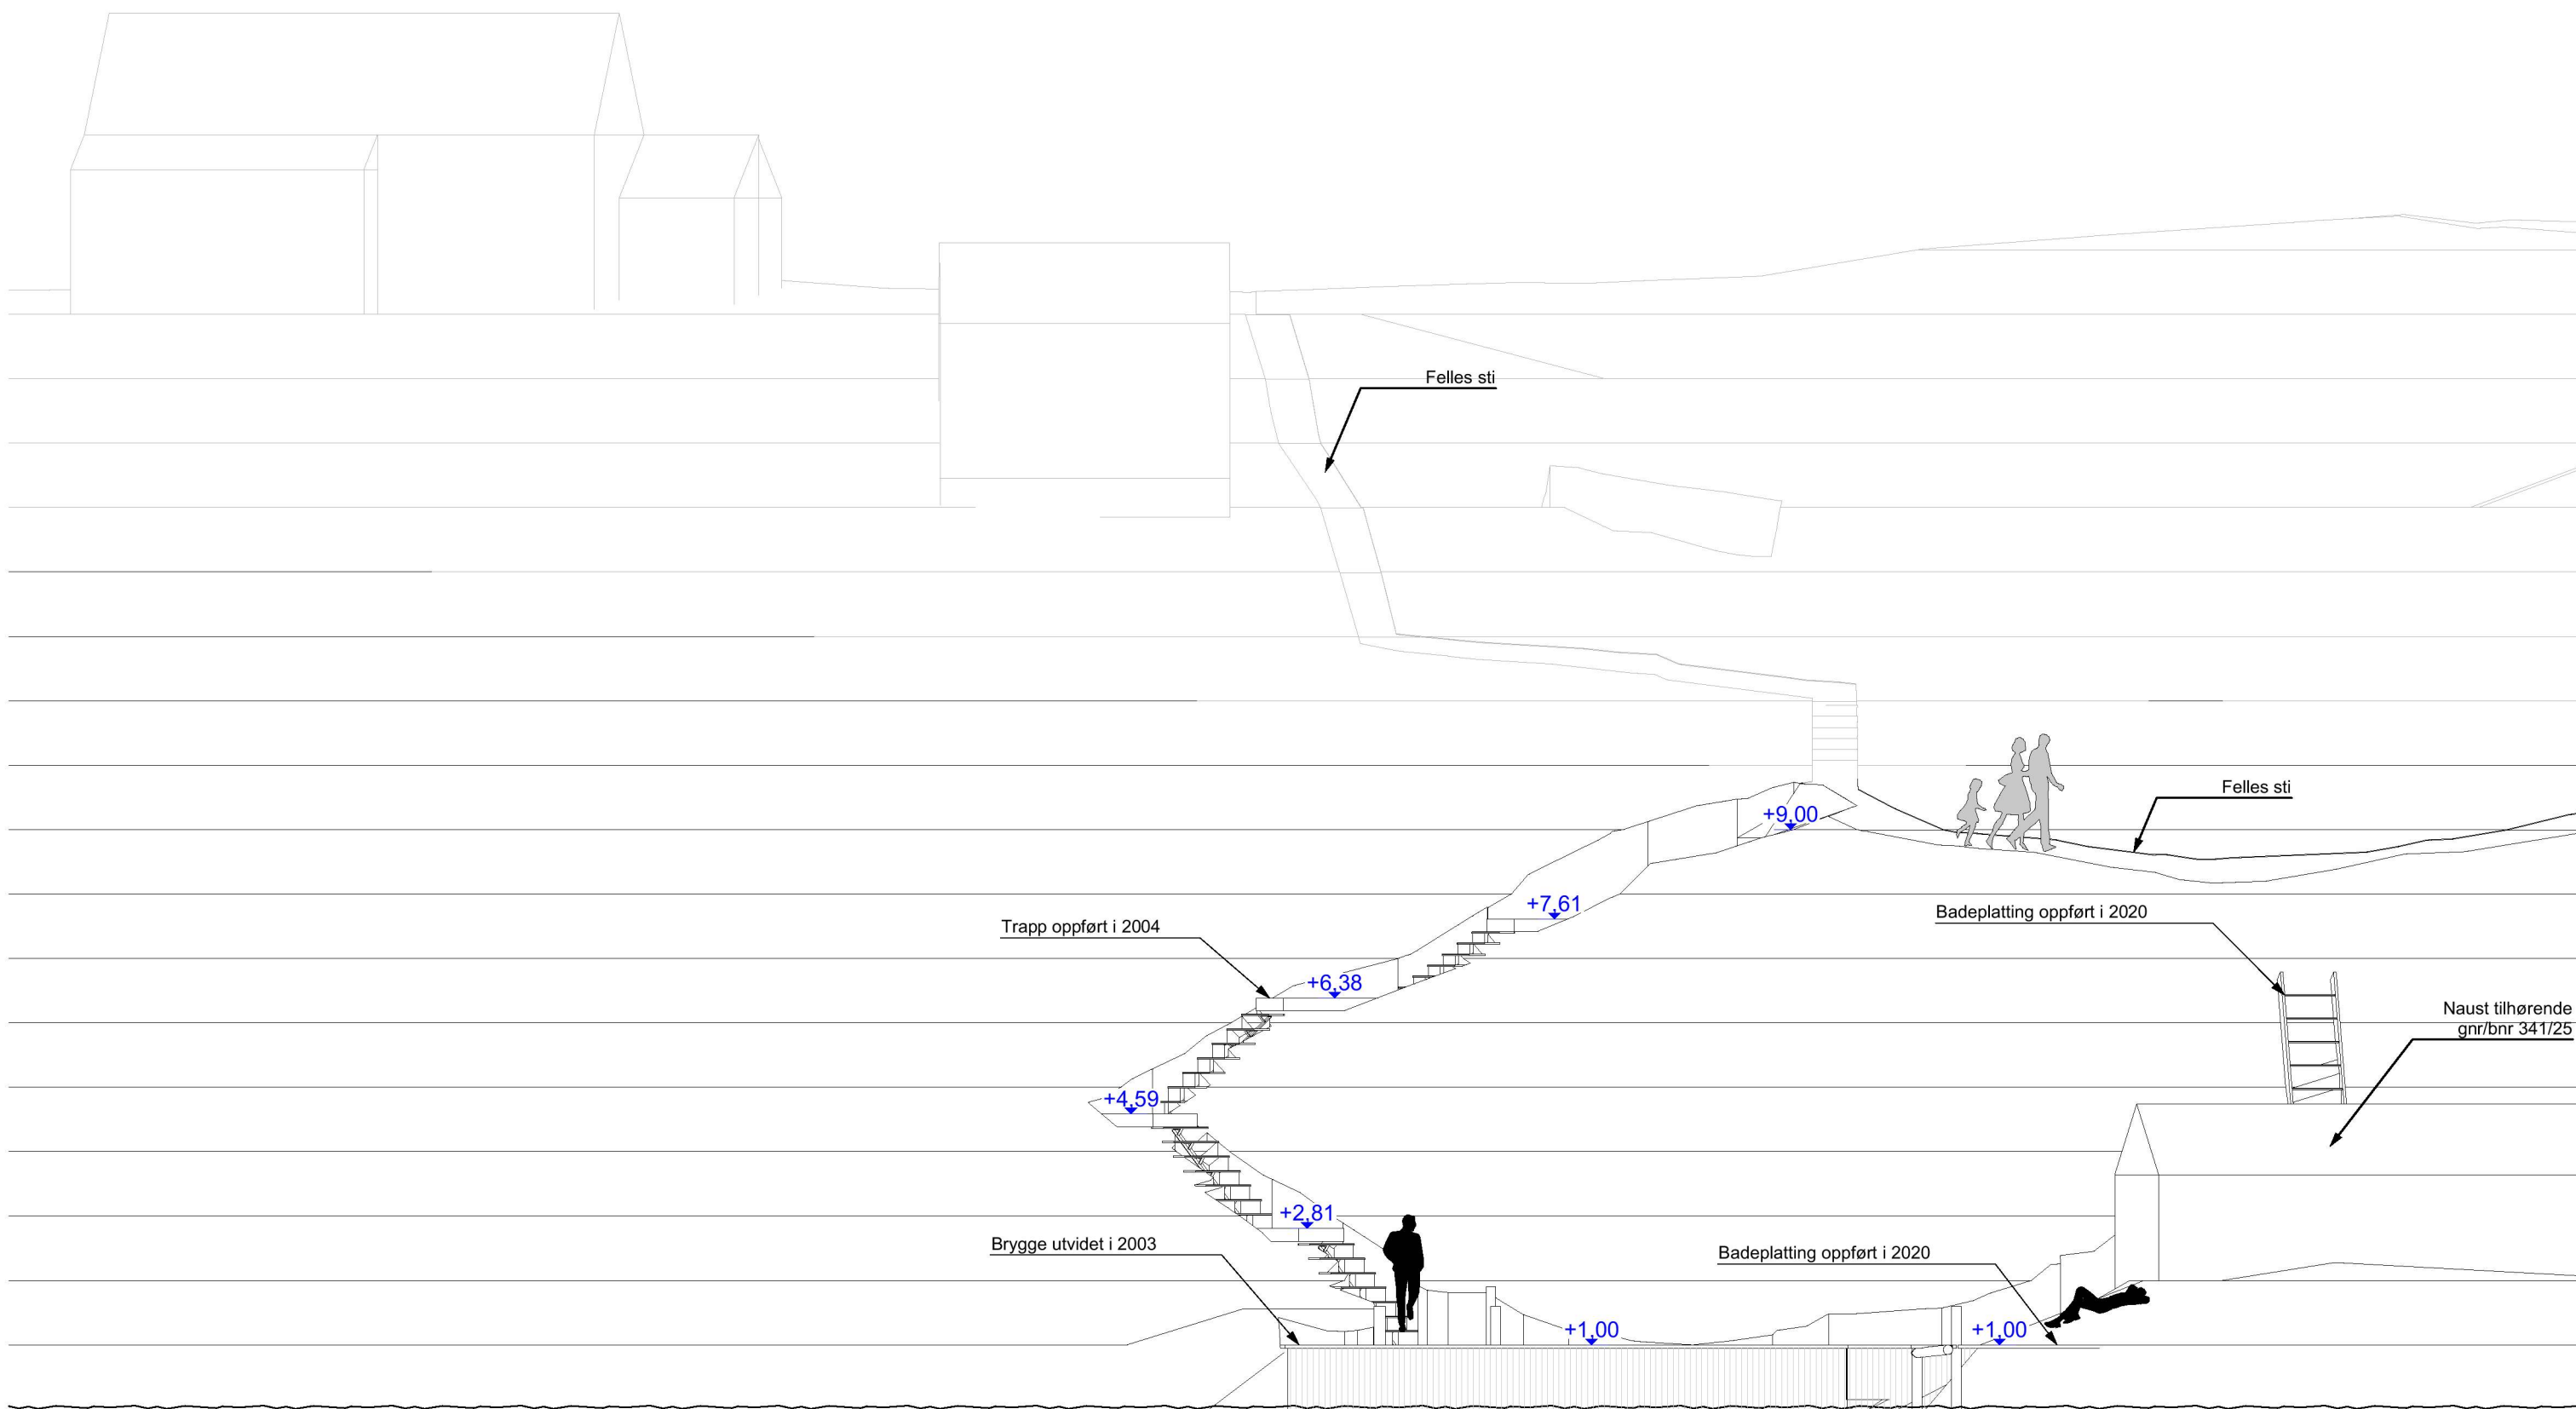 Felles sti
Felles sti
+9,00
+7,61
Badeplatting oppført i 2020
Trapp oppført i 2004
+6,38
Naust tilhørende
gnr/bnr 341/25
+4,59
+2,81
Brygge utvidet i 2003
Badeplatting oppført i 2020
+1,00
+1,00